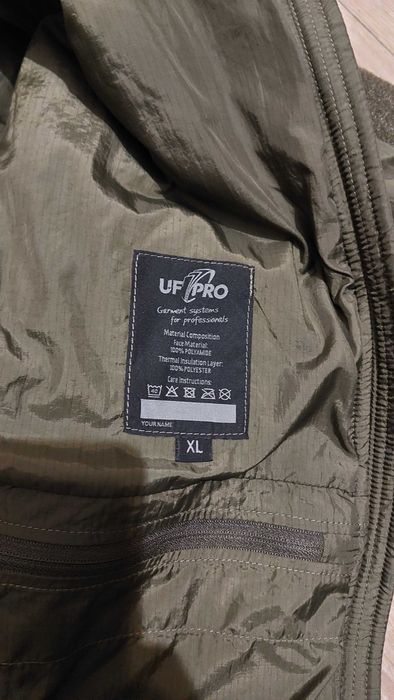 UF PRO
Garment systems
for professionals
Material Composition
Face Material:
100% POLYAMIDE
Thermal Insulation Layer:
100% POLYESTER
Care Instructions:
40
YOUR NAME
XL